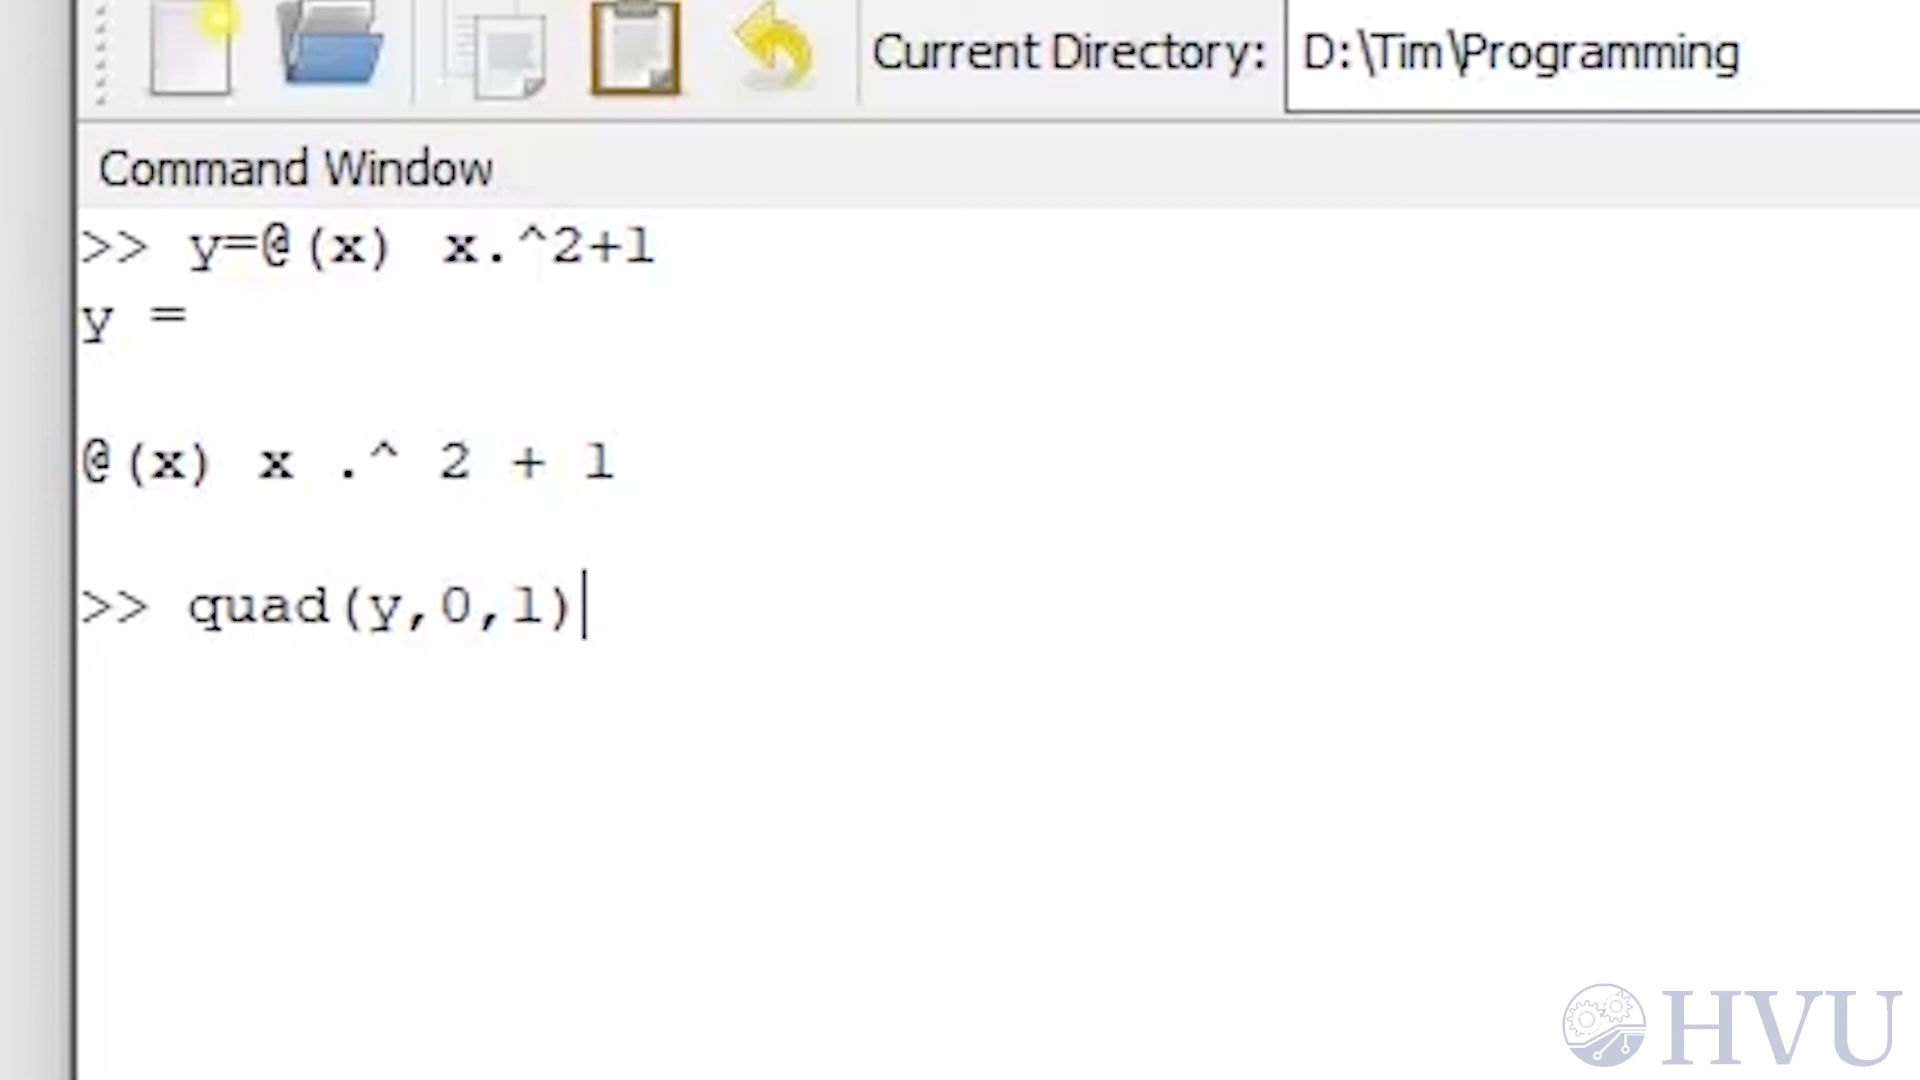 Current Directory: D:\Tim\Programming
Command Window
>> y=@(x) x.^2+1
y =
@(x) x .^ 2 + 1
>> quad(y,0,1)
HVU